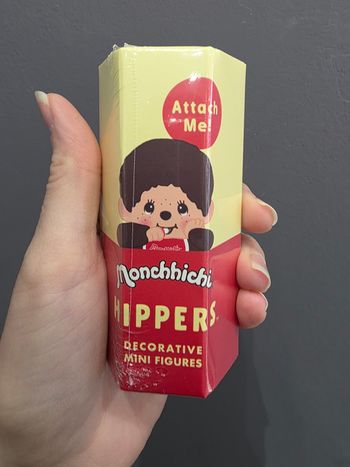 Attach
Me!
Monchhichi
HIPPERS
DECORATIVE
MINI FIGURES